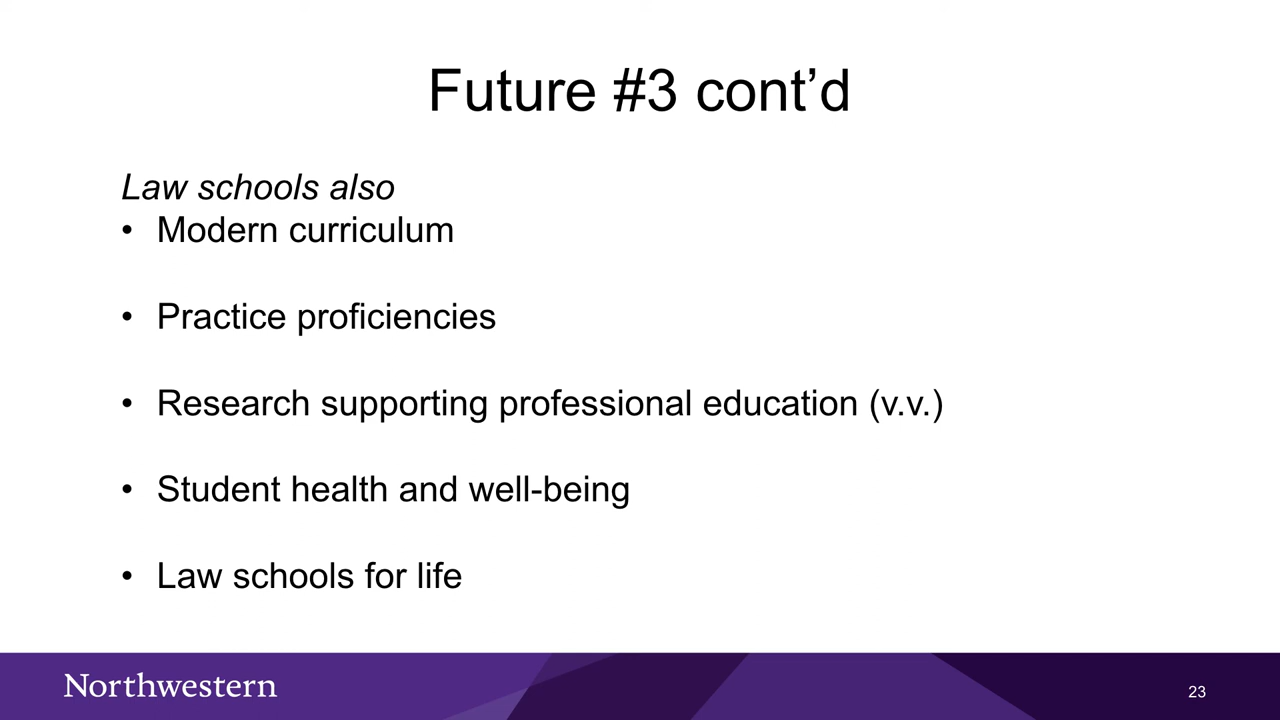 Future #3 cont’d
Law schools also
• Modern curriculum
• Practice proficiencies
• Research supporting professional education (v.v.)
• Student health and well-being
• Law schools for life
Northwestern
23